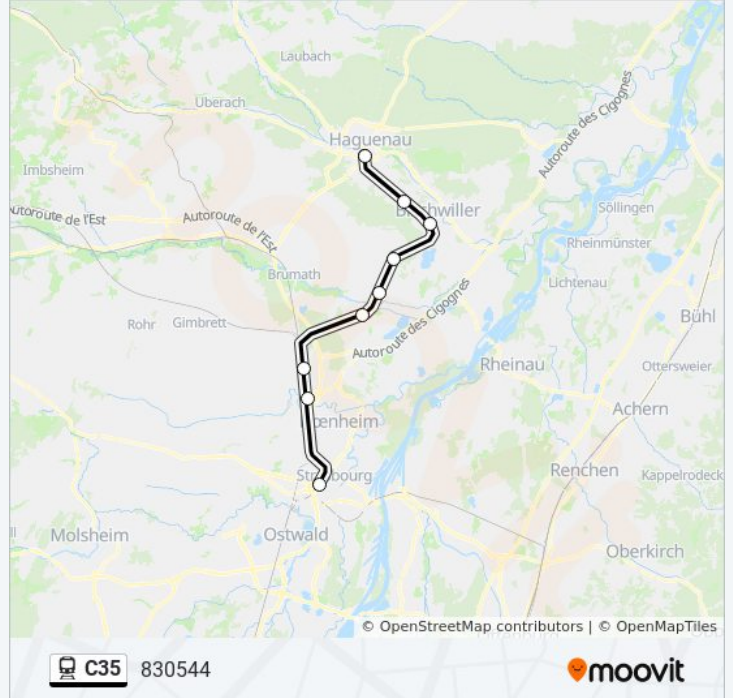 Laubach
Uberach
Haguenau
Autoroute des Cigognes
Imbsheim
Söllingen
Autoroute de l'Est
Autoroute de l'Est
Rheinmünster
Brumath
Lichtenau
Rohr
Gimbrett
Bühl
Autoroute des Cigognes
Rheinau
Ottersweier
Achern
Renchen
Kappelrodeck
Molsheim
Ostwald
Oberkirch
© OpenStreetMap contributors | © OpenMapTiles
C35 830544
moovit